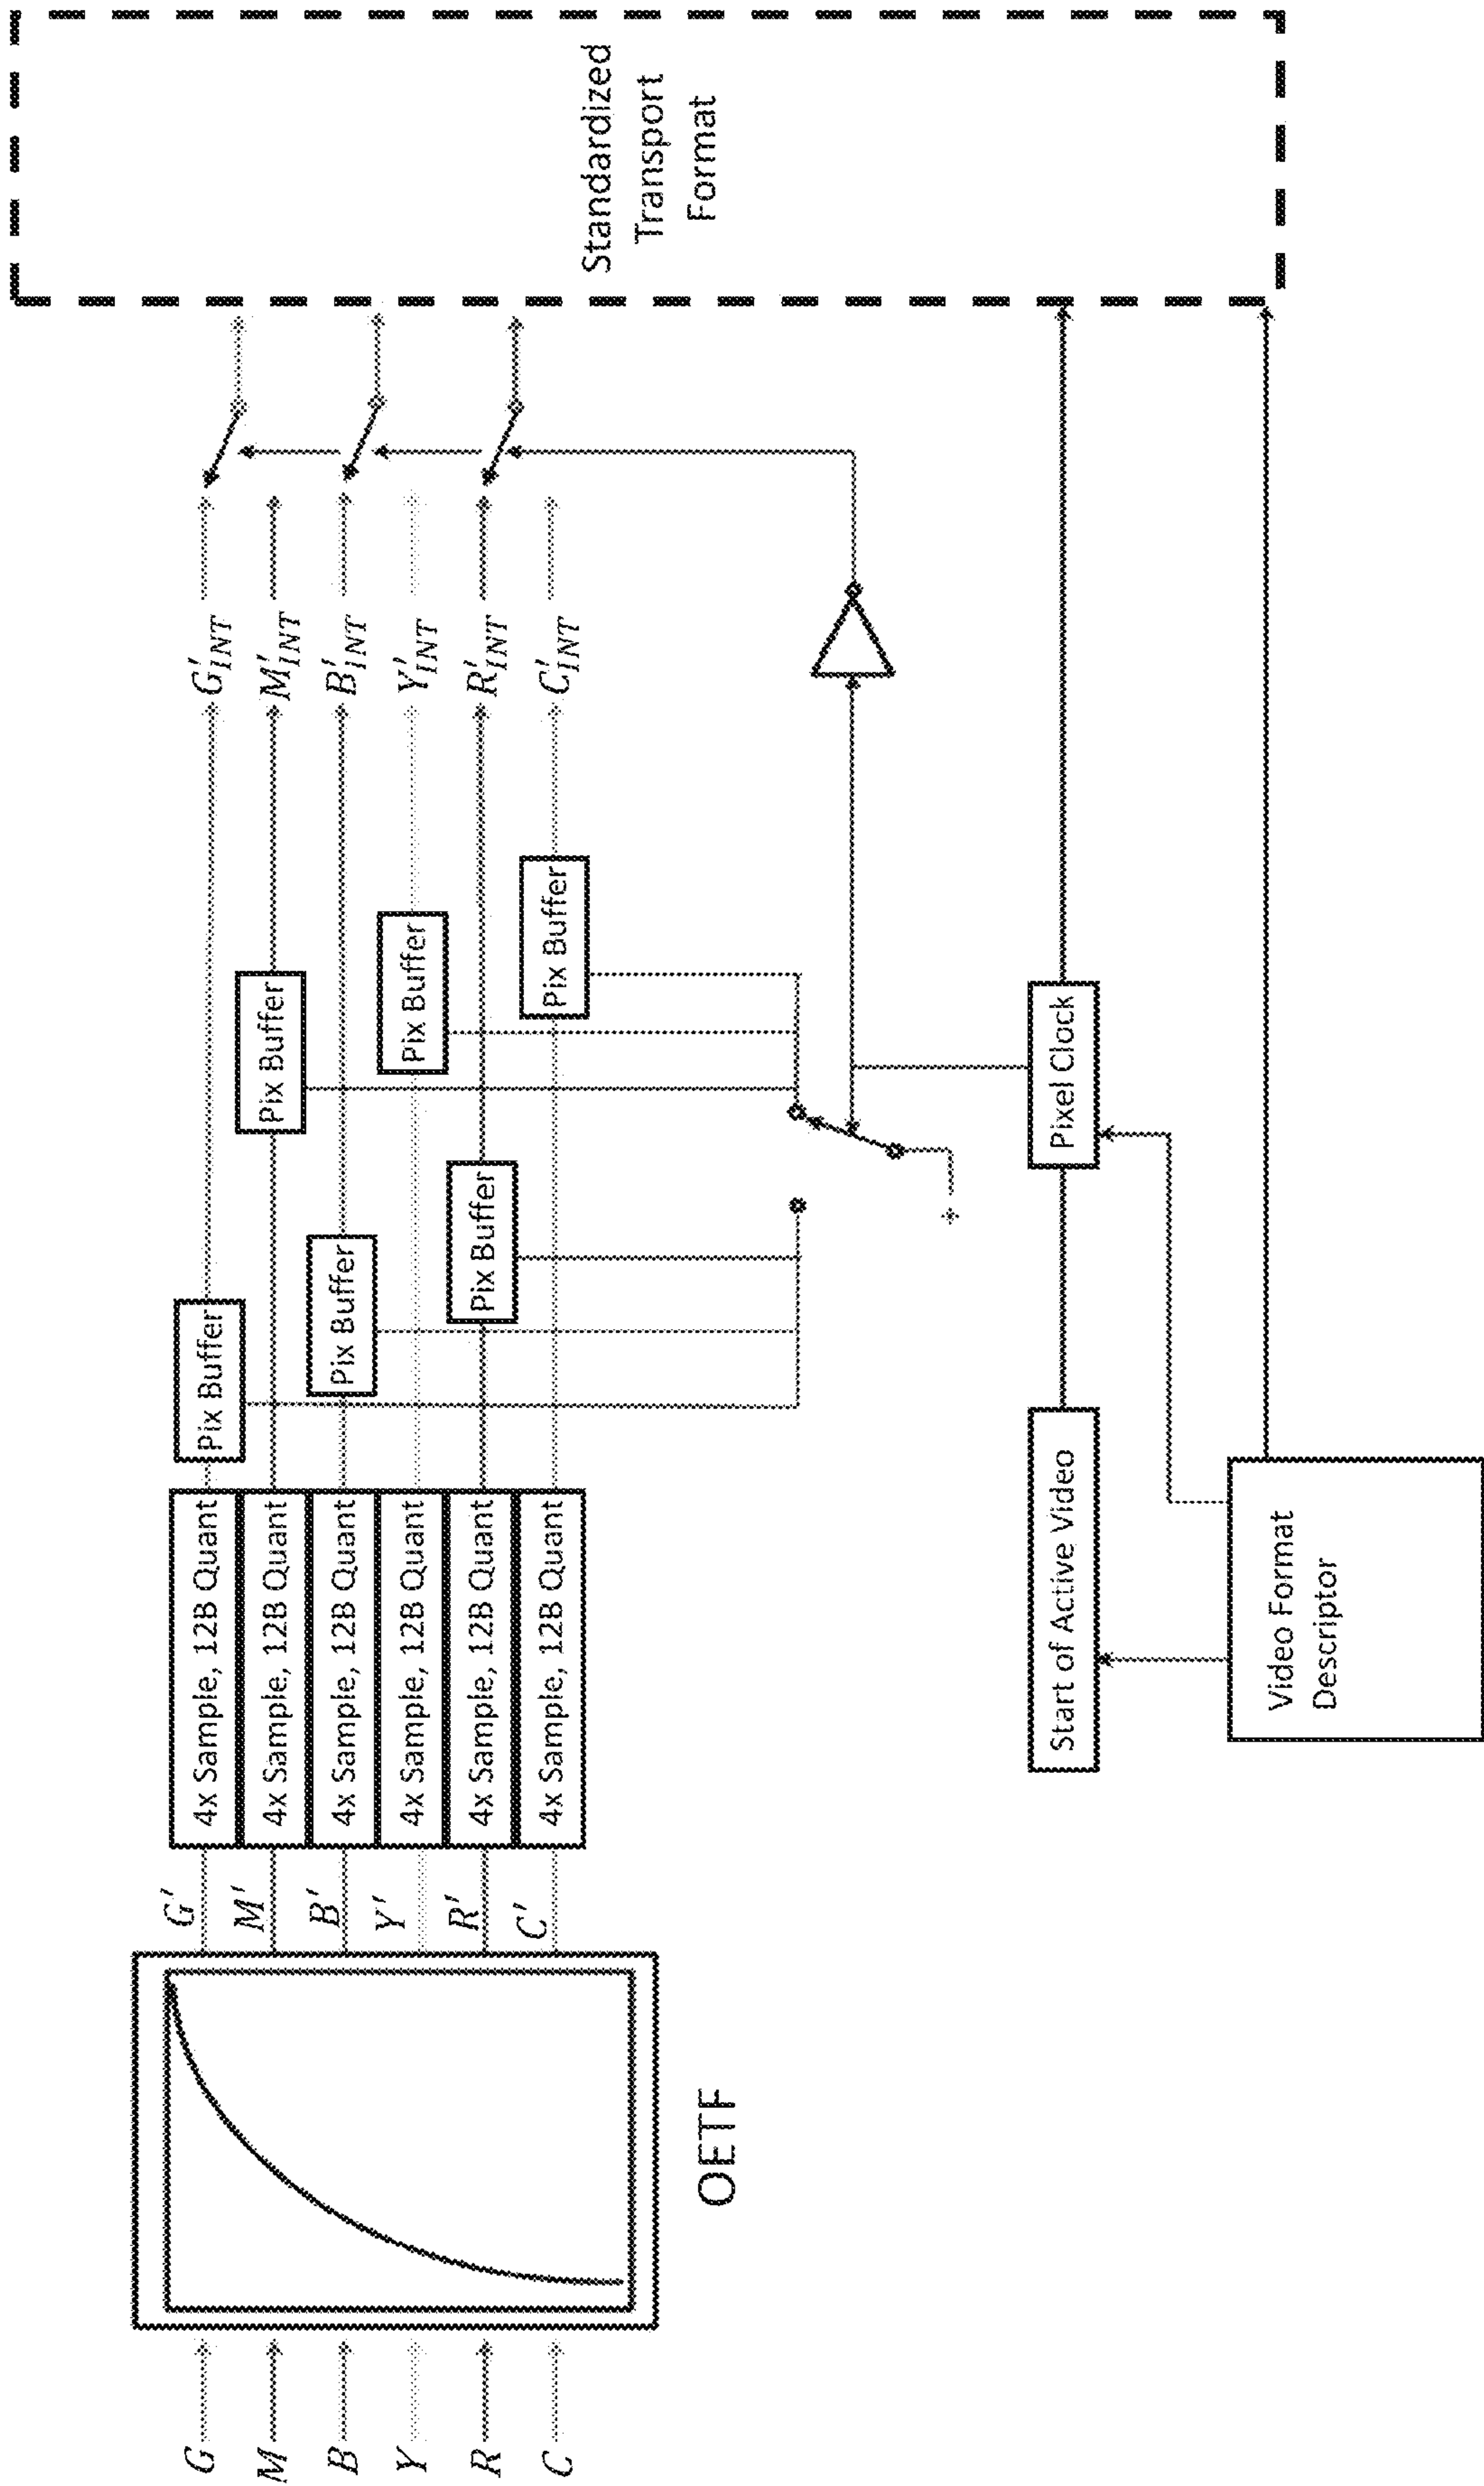 G
M
B
Y
R
C
OETF
G'
M'
B'
Y'
R'
C'
4x Sample, 12B Quant
4x Sample, 12B Quant
4x Sample, 12B Quant
4x Sample, 12B Quant
4x Sample, 12B Quant
4x Sample, 12B Quant
Pix Buffer
Pix Buffer
Pix Buffer
Pix Buffer
Pix Buffer
Pix Buffer
G'INT
M'INT
B'INT
Y'INT
R'INT
C'INT
+
Standardized
Transport
Format
Start of Active Video
Pixel Clock
Video Format
Descriptor